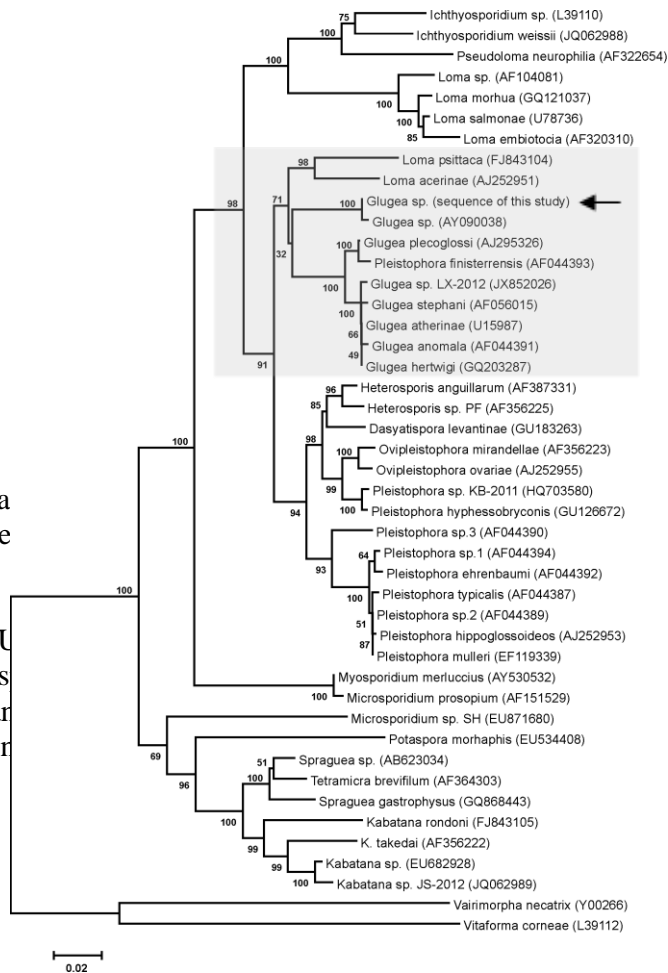 75
Ichthyosporidium sp. (L39110)
100
Ichthyosporidium weissii (JQ062988)
100
Pseudoloma neurophilia (AF322654)
Loma sp. (AF104081)
100
Loma morhua (GQ121037)
100
Loma salmonae (U78736)
85
Loma embiotocia (AF320310)
98
Loma psittaca (FJ843104)
Loma acerinae (AJ252951)
98
71
100
Glugea sp. (sequence of this study)
Glugea sp. (AY090038)
32
100
Glugea plecoglossi (AJ295326)
Pleistophora finisterrensis (AF044393)
100
Glugea sp. LX-2012 (JX852026)
100
Glugea stephani (AF056015)
Glugea atherinae (U15987)
66
Glugea anomala (AF044391)
49
91
Glugea hertwigi (GQ203287)
96
Heterosporis anguillarum (AF387331)
85
Heterosporis sp. PF (AF356225)
Dasyatispora levantinae (GU183263)
98
100
Ovipleistophora mirandellae (AF356223)
Ovipleistophora ovariae (AJ252955)
99
Pleistophora sp. KB-2011 (HQ703580)
100
Pleistophora hyphessobryconis (GU126672)
94
Pleistophora sp.3 (AF044390)
64
Pleistophora sp.1 (AF044394)
93
Pleistophora ehrenbaumi (AF044392)
100
Pleistophora typicalis (AF044387)
Pleistophora sp.2 (AF044389)
51
Pleistophora hippoglossoideos (AJ252953)
87
Pleistophora mulleri (EF119339)
100
Myosporidium merluccius (AY530532)
100
Microsporidium prosopium (AF151529)
100
Microsporidium sp. SH (EU871680)
69
Potaspora morhaphis (EU534408)
96
51
Spraguea sp. (AB623034)
100
Tetramicra brevifilum (AF364303)
Spraguea gastrophysus (GQ868443)
100
Kabatana rondoni (FJ843105)
99
K. takedai (AF356222)
99
Kabatana sp. (EU682928)
100
Kabatana sp. JS-2012 (JQ062989)
Vairimorpha necatrix (Y00266)
Vitaforma corneae (L39112)
0.02
a
e
U
s
n